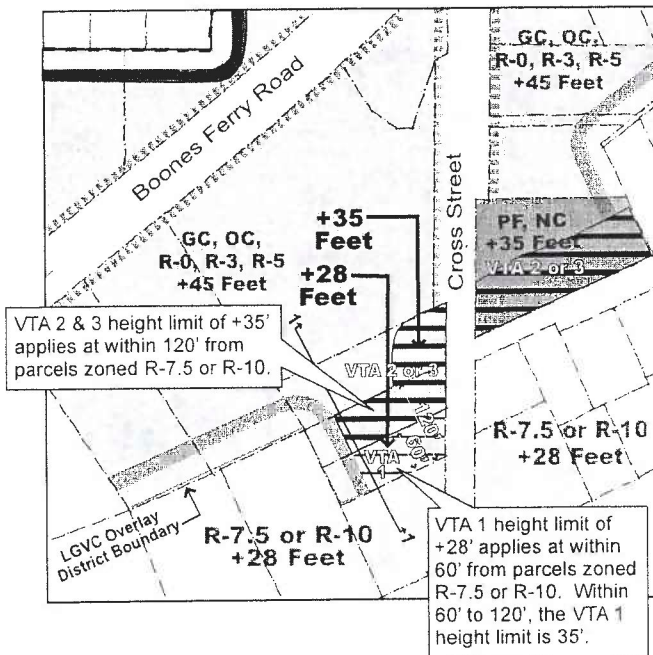 GC, OC,
R-0, R-3, R-5
+45 Feet
Boones Ferry Road
Cross Street
+35
Feet
PF, NC
+35 Feet
VTA 2 or 3
GC, OC,
R-0, R-3, R-5
+45 Feet
+28
Feet
VTA 2 & 3 height limit of +35'
applies at within 120' from
parcels zoned R-7.5 or R-10.
VTA 2 or 3
120'
60'
VTA
1
R-7.5 or R-10
+28 Feet
LGVC Overlay
District Boundary
R-7.5 or R-10
+28 Feet
VTA 1 height limit of
+28' applies at within
60' from parcels zoned
R-7.5 or R-10. Within
60' to 120', the VTA 1
height limit is 35'.